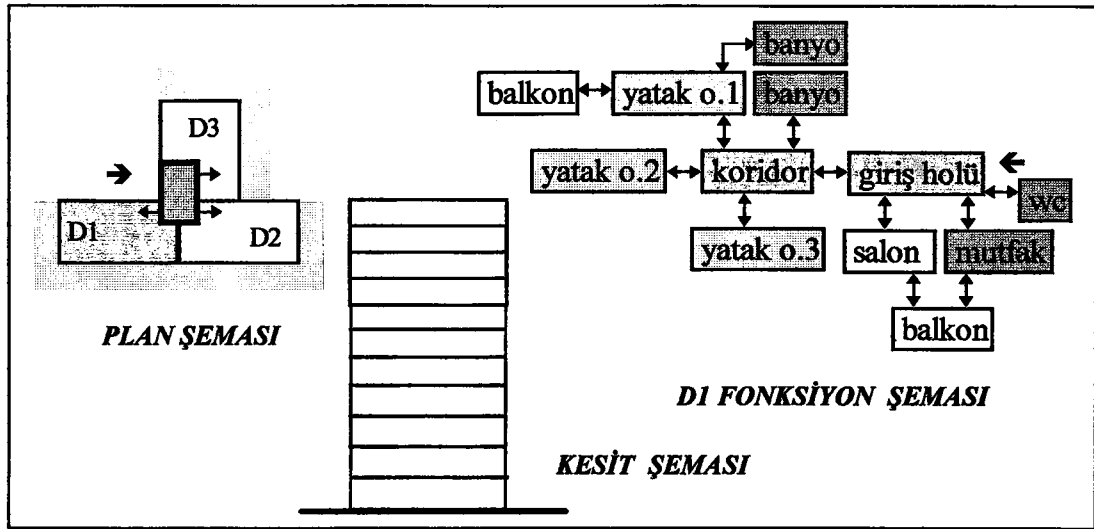 D3
D1
D2
PLAN ŞEMASI
KESİT ŞEMASI
banyo
balkon
yatak o.1
banyo
yatak o.2
koridor
giriş holü
wc
yatak o.3
salon
mutfak
balkon
D1 FONKSİYON ŞEMASI